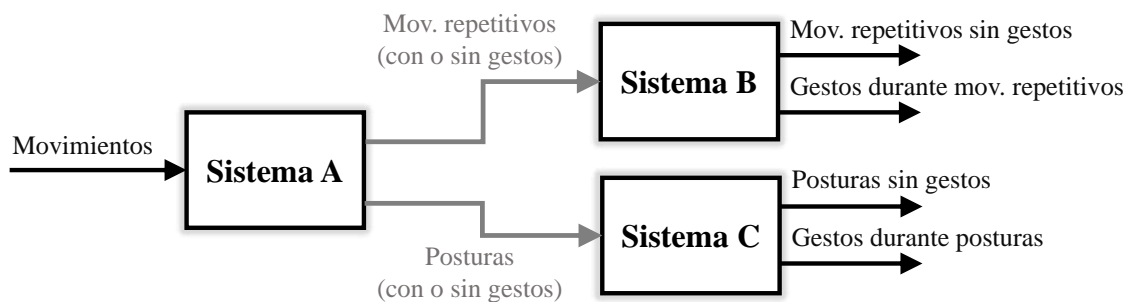 Movimientos
Sistema A
Mov. repetitivos
(con o sin gestos)
Sistema B
Mov. repetitivos sin gestos
Gestos durante mov. repetitivos
Posturas
(con o sin gestos)
Sistema C
Posturas sin gestos
Gestos durante posturas